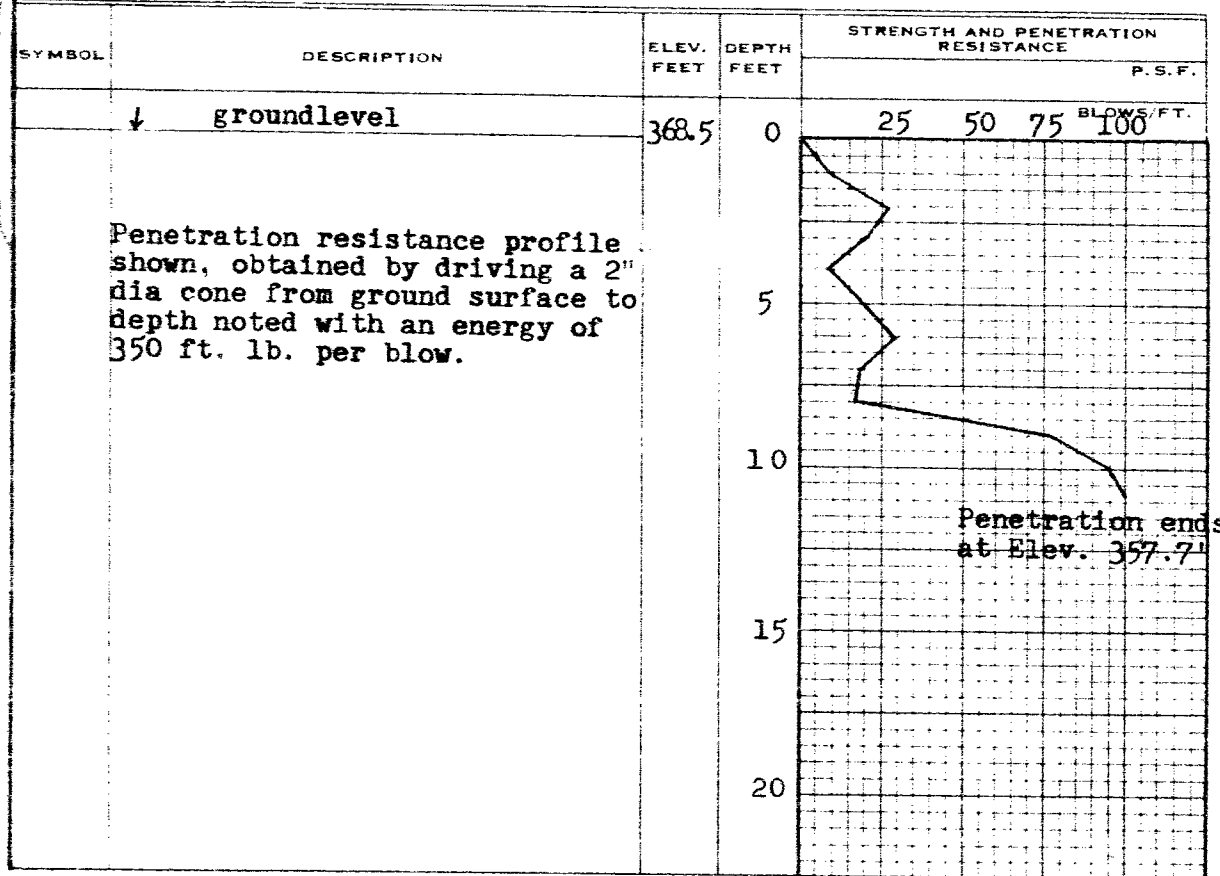 SYMBOL
DESCRIPTION
ELEV. FEET
DEPTH FEET
STRENGTH AND PENETRATION
RESISTANCE
P.S.F.
BLOWS/FT.
↓ groundlevel
368.5
0
25 50 75 100
Penetration resistance profile
shown, obtained by driving a 2"
dia cone from ground surface to
depth noted with an energy of
350 ft. lb. per blow.
5
10
Penetration ends
at Elev. 357.7'
15
20